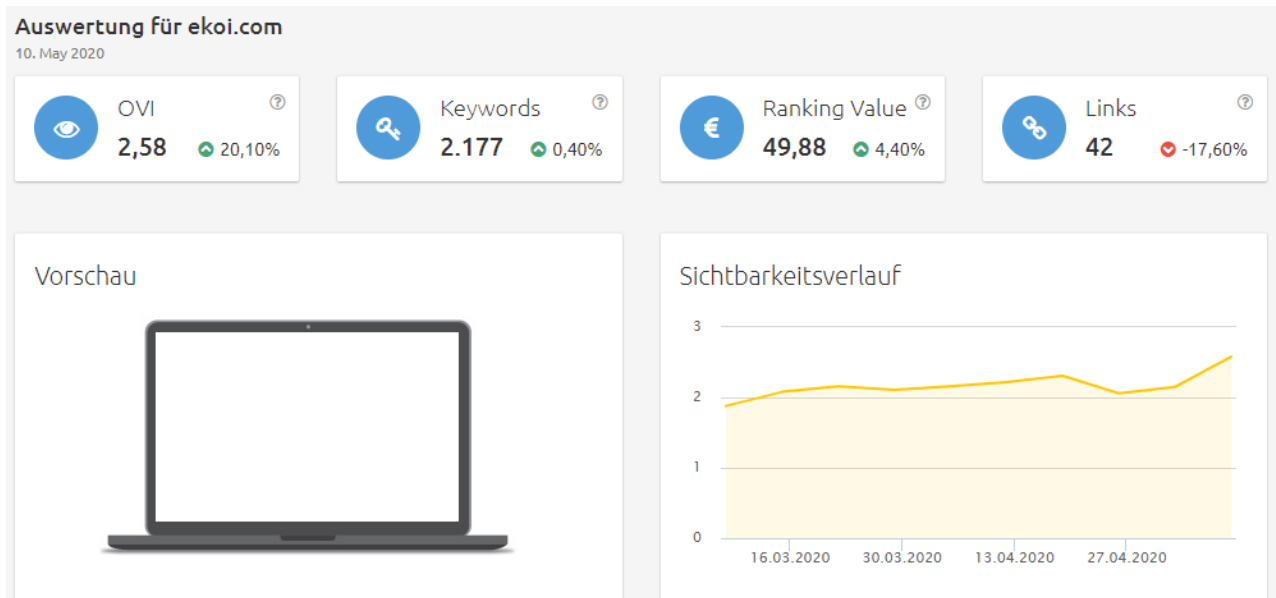 Auswertung für ekoi.com
10. May 2020
OVI ?
2,58 20,10%
Keywords ?
2.177 0,40%
Ranking Value ?
€
49,88 4,40%
Links ?
42 -17,60%
Vorschau
Sichtbarkeitsverlauf
3
2
1
0
16.03.2020 30.03.2020 13.04.2020 27.04.2020